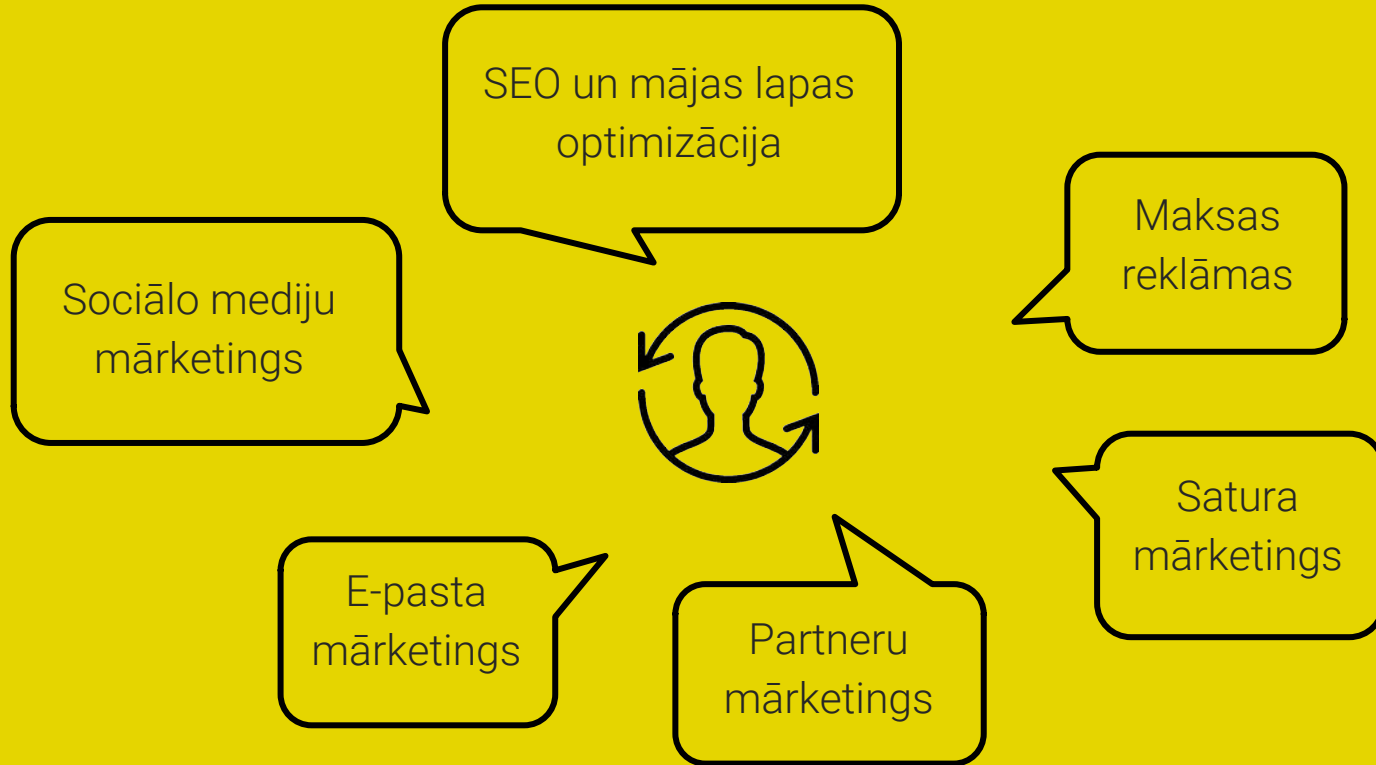 SEO un mājas lapas
optimizācija
Maksas
reklāmas
Sociālo mediju
mārketings
Satura
mārketings
E-pasta
mārketings
Partneru
mārketings